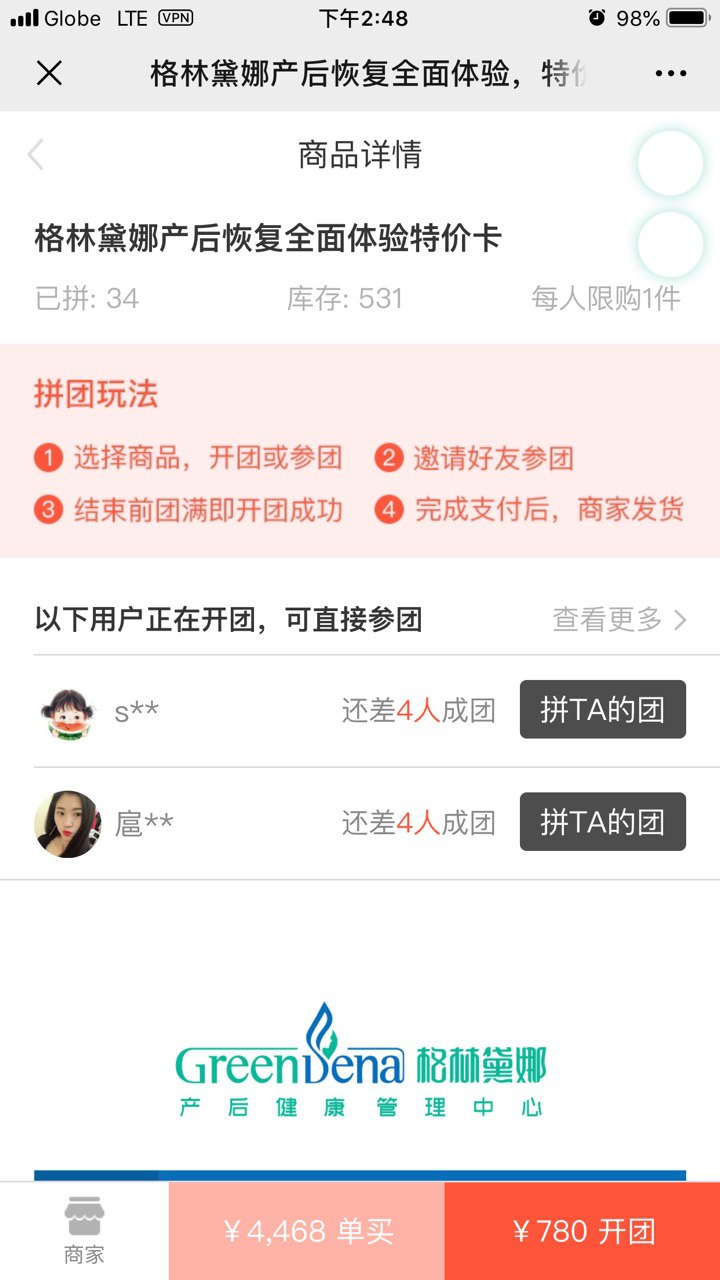 Globe LTE VPN 下午2:48 98%
格林黛娜产后恢复全面体验，特价
商品详情
格林黛娜产后恢复全面体验特价卡
已拼: 34 库存: 531 每人限购1件
拼团玩法
1 选择商品，开团或参团 2 邀请好友参团
3 结束前团满即开团成功 4 完成支付后，商家发货
以下用户正在开团，可直接参团 查看更多
s** 还差4人成团 拼TA的团
扈** 还差4人成团 拼TA的团
GreenDena 格林黛娜
产后健康管理中心
商家 ￥4,468 单买 ￥780 开团